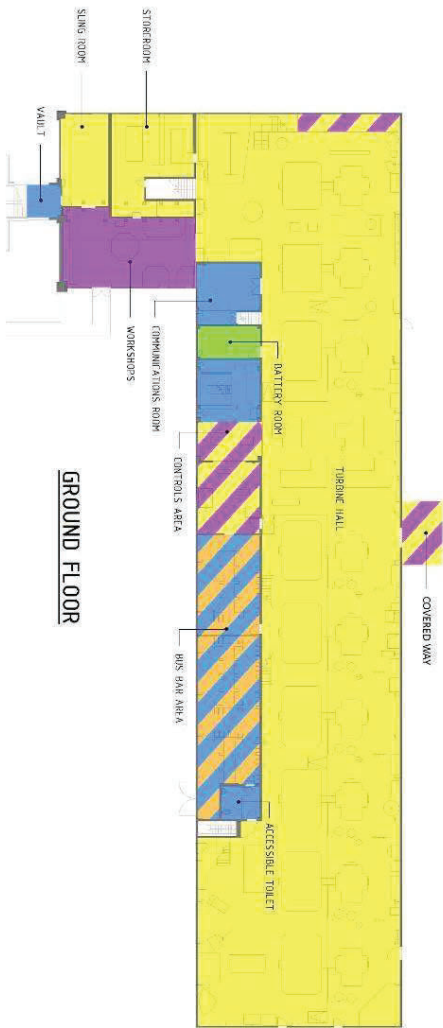 SLING ROOM
STOREROOM
VAULT
WORKSHOPS
COMMUNICATIONS ROOM
BATTERY ROOM
CONTROLS AREA
TURBINE HALL
COVERED WAY
GROUND FLOOR
BUS BAR AREA
ACCESSIBLE TOILET